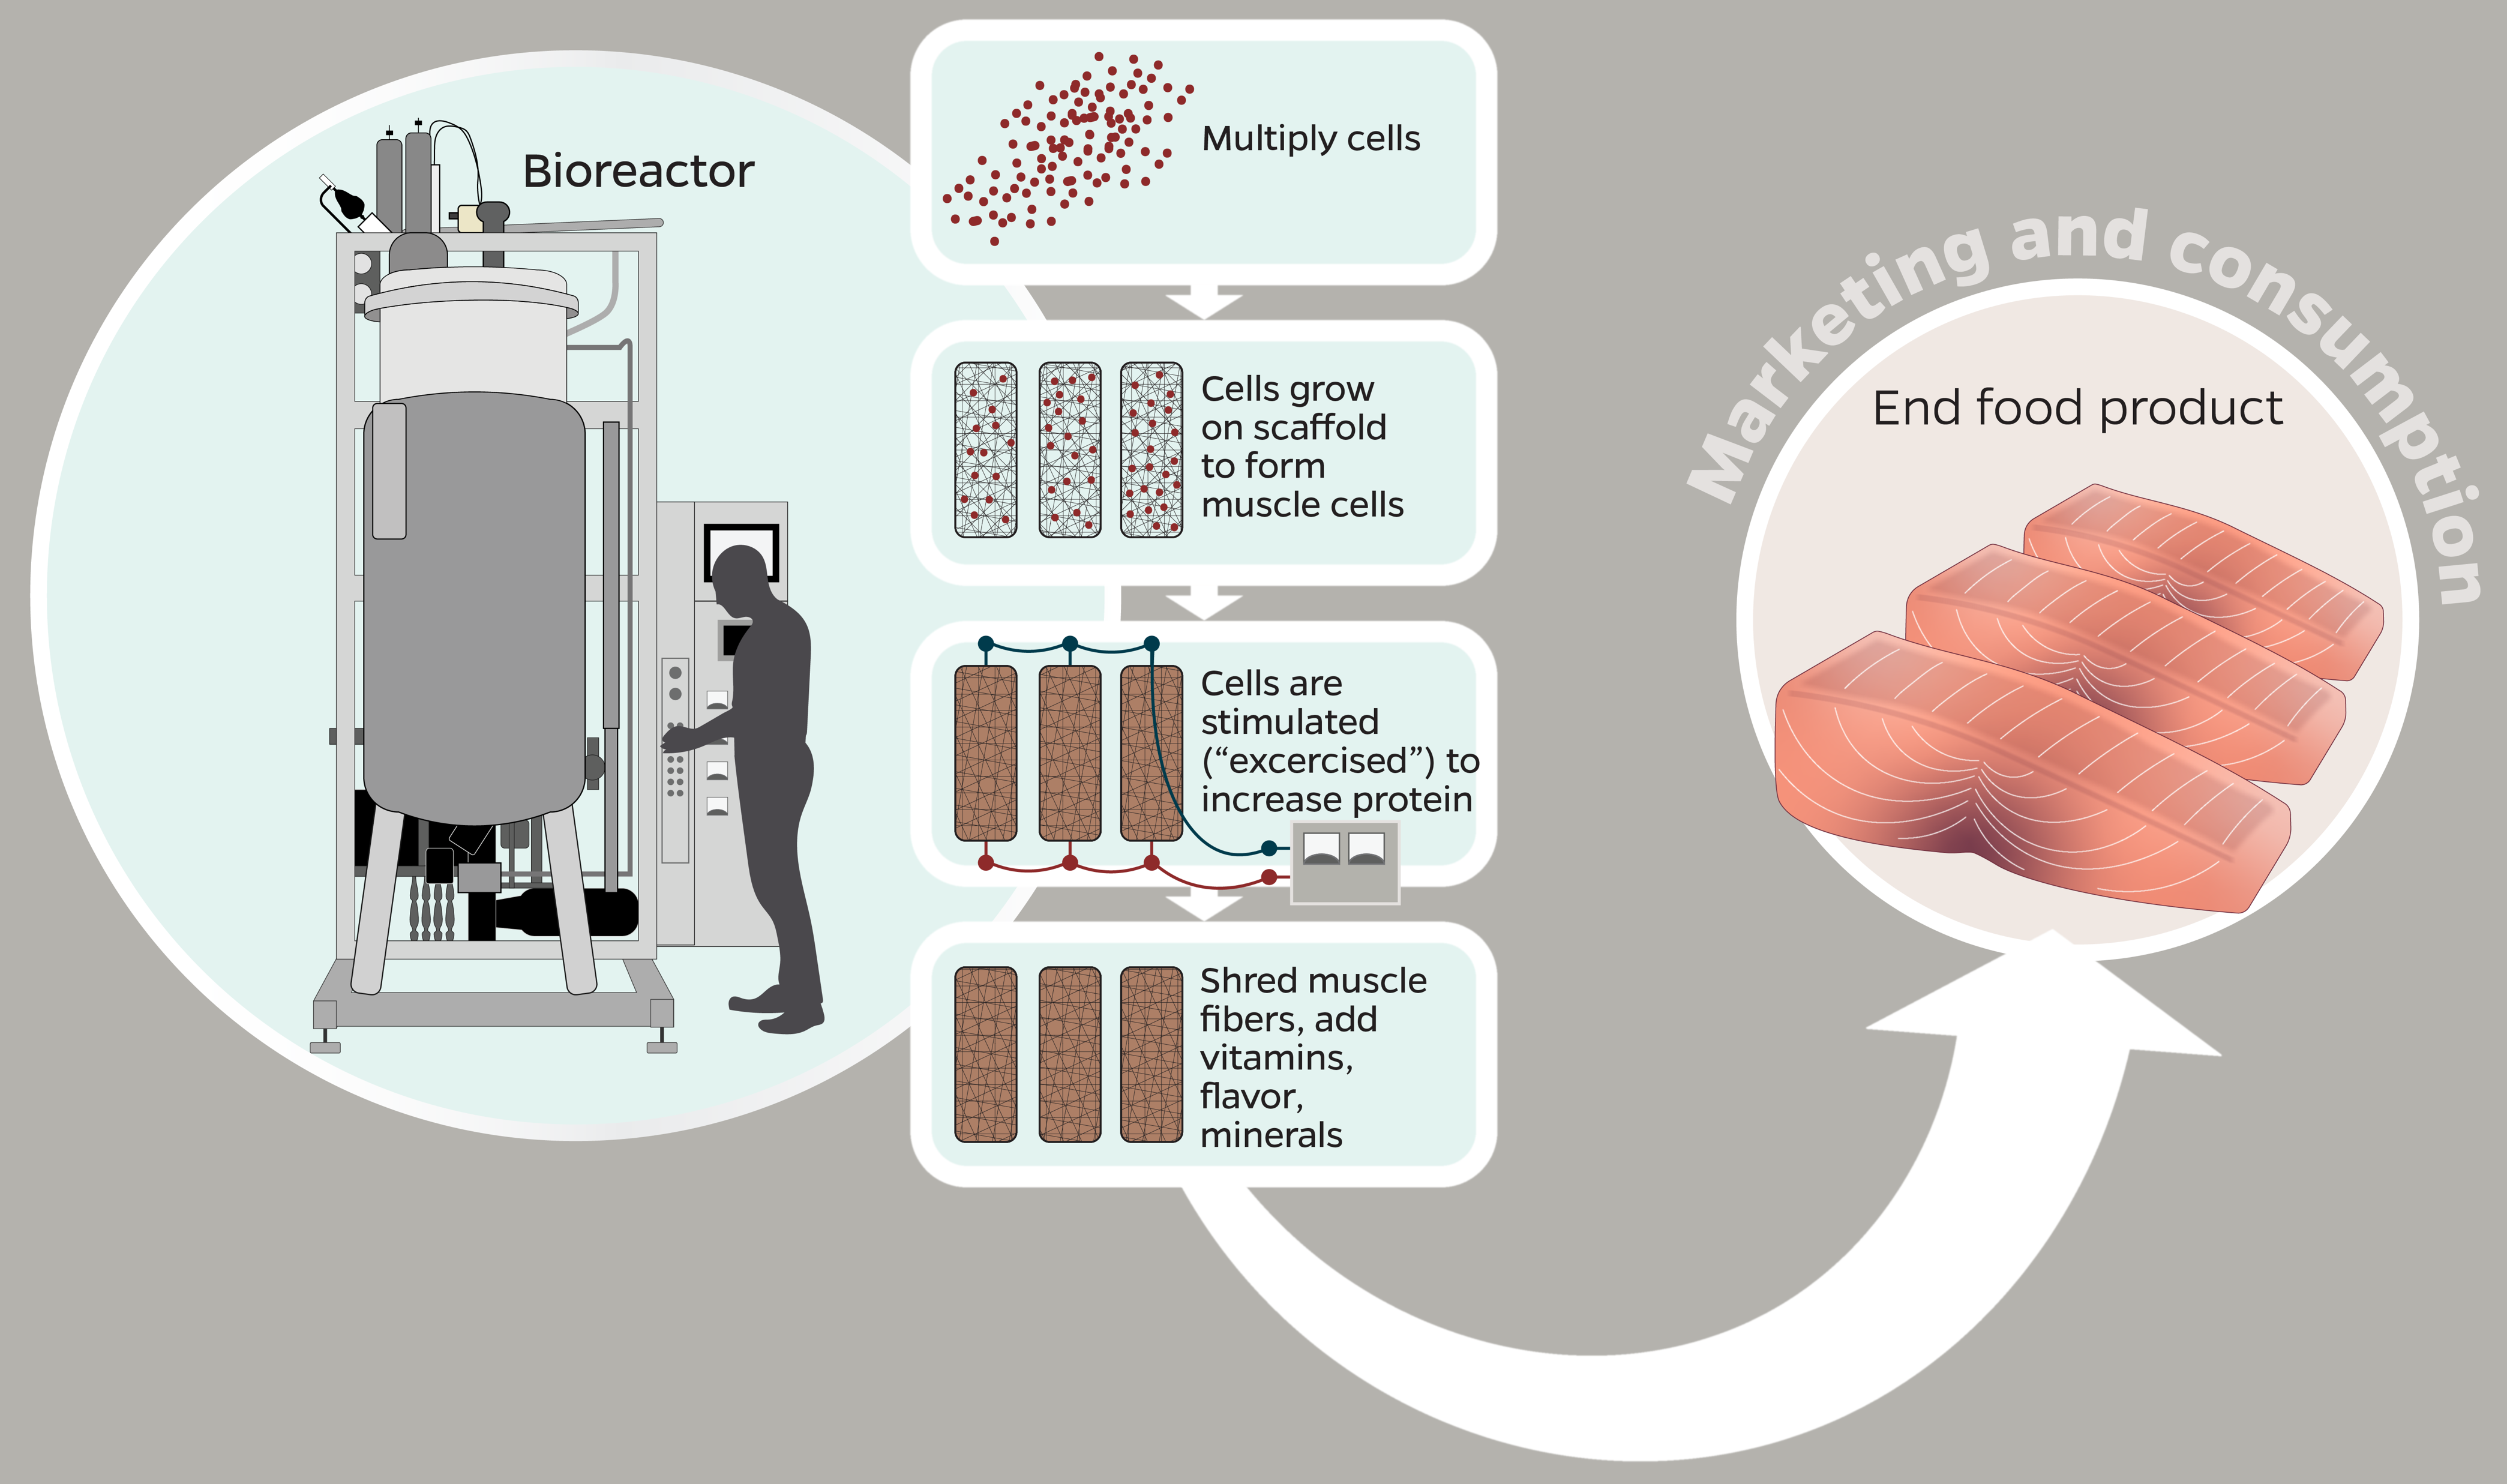 Bioreactor
Multiply cells
Cells grow
on scaffold
to form
muscle cells
Cells are
stimulated
(“excercised”) to
increase protein
Shred muscle
fibers, add
vitamins,
flavor,
minerals
Marketing and consumption
End food product